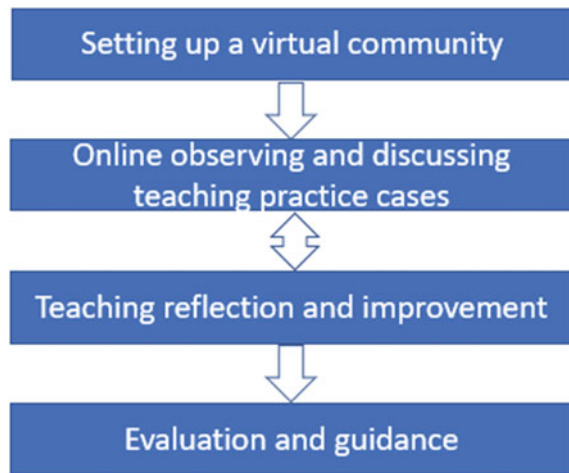 Setting up a virtual community
Online observing and discussing
teaching practice cases
Teaching reflection and improvement
Evaluation and guidance